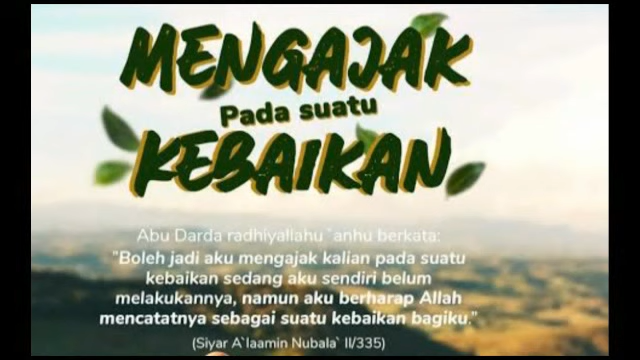 MENGAJAK
Pada suatu
KEBAIKAN
Abu Darda radhiyallahu `anhu berkata:
"Boleh jadi aku mengajak kalian pada suatu
kebaikan sedang aku sendiri belum
melakukannya, namun aku berharap Allah
mencatatnya sebagai suatu kebaikan bagiku."
(Siyar A`laamin Nubala` II/335)